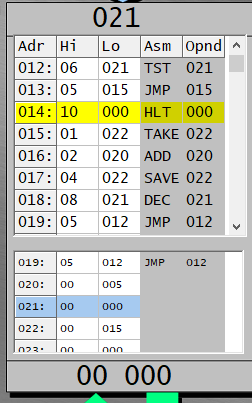 021
Adr Hi Lo Asm Opnd
012: 06 021 TST 021
013: 05 015 JMP 015
014: 10 000 HLT 000
015: 01 022 TAKE 022
016: 02 020 ADD 020
017: 04 022 SAVE 022
018: 08 021 DEC 021
019: 05 012 JMP 012
019: 05 012 JMP 012
020: 00 005
021: 00 000
022: 00 015
023: 00 000
00 000